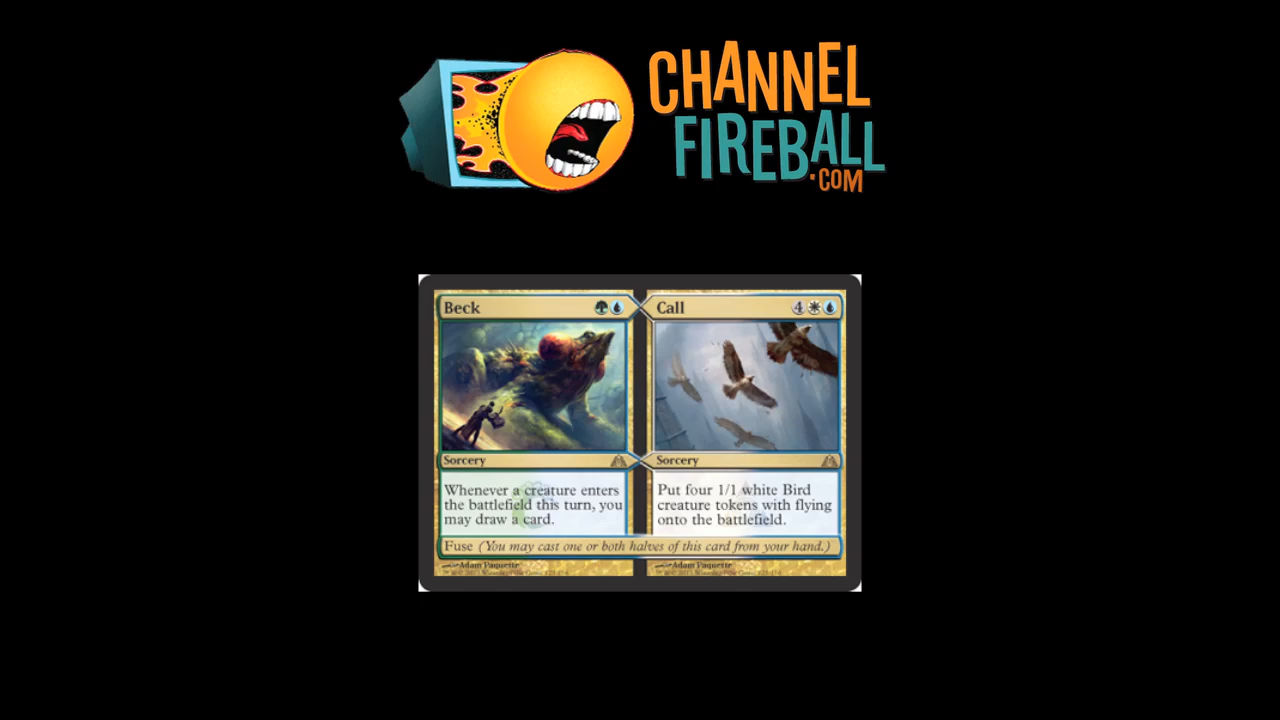 CHANNEL
FIREBALL
.COM
Beck
Call
4
Sorcery
Sorcery
Whenever a creature enters
the battlefield this turn, you
may draw a card.
Put four 1/1 white Bird
creature tokens with flying
onto the battlefield.
Fuse (You may cast one or both halves of this card from your hand.)
Adam Paquette
Adam Paquette